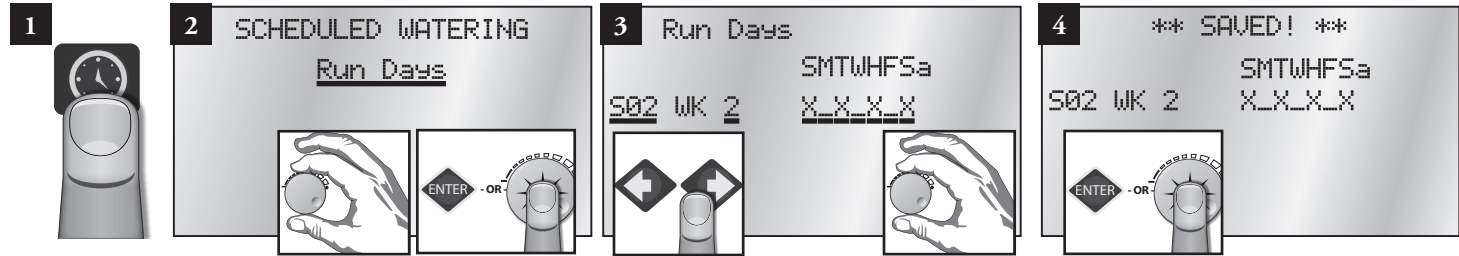 1
2
SCHEDULED WATERING
Run Days
ENTER
- OR -
3
Run Days
SMTWHFSa
S02 WK 2 X_X_X_X
4
** SAVED! **
SMTWHFSa
S02 WK 2 X_X_X_X
ENTER
- OR -